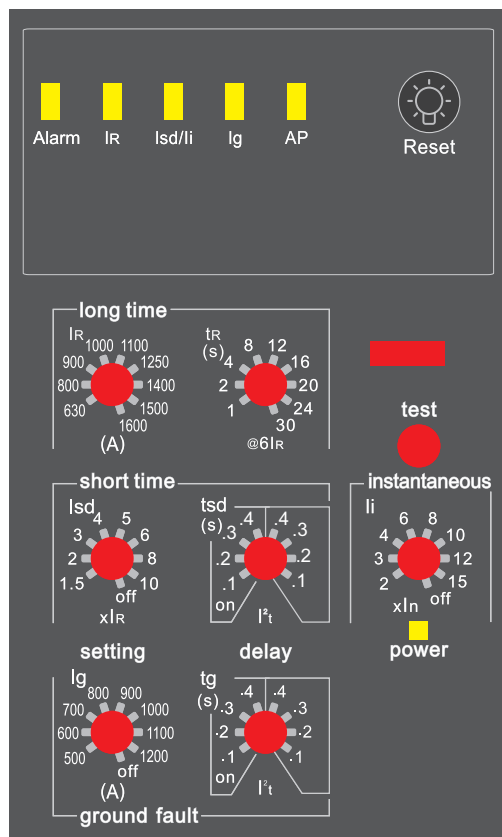 Alarm IR Isd/Ii Ig AP
Reset
long time
IR tR
(s)
1000 1100
900 1250
800 1400
630 1500
1600
(A)
8 12
4 16
2 20
1 24
30
@6IR
test
short time
Isd tsd
(s)
4 5
3 6
2 8
1.5 10
off
xIR
.4 .4
.3 .3
.2 .2
.1 .1
on
I²t
instantaneous
Ii
6 8
4 10
3 12
2 15
off
xIn
power
setting delay
Ig tg
(s)
800 900
700 1000
600 1100
500 1200
off
(A)
.4 .4
.3 .3
.2 .2
.1 .1
on
I²t
ground fault